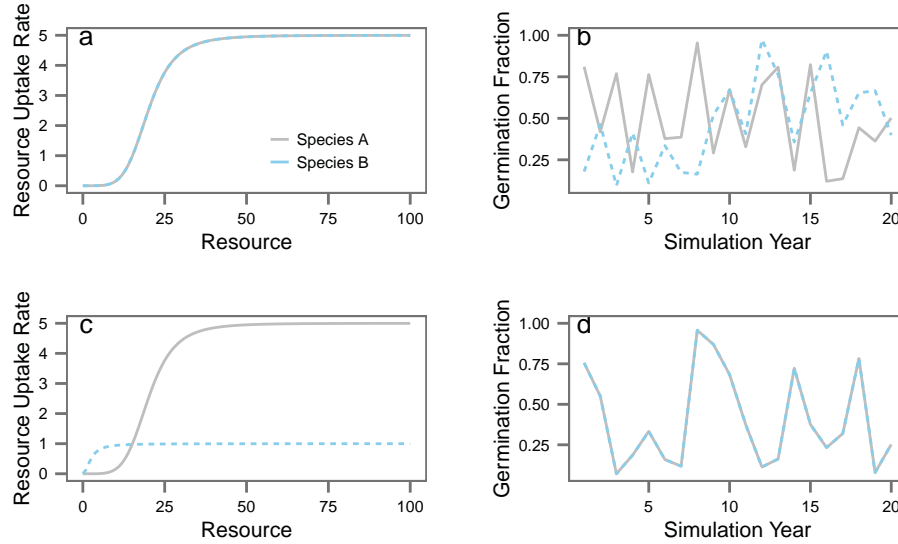 a
Resource Uptake Rate
5
4
3
2
1
0
Species A
Species B
0 25 50 75 100
Resource
b
Germination Fraction
1.00
0.75
0.50
0.25
5 10 15 20
Simulation Year
c
Resource Uptake Rate
5
4
3
2
1
0
0 25 50 75 100
Resource
d
Germination Fraction
1.00
0.75
0.50
0.25
5 10 15 20
Simulation Year